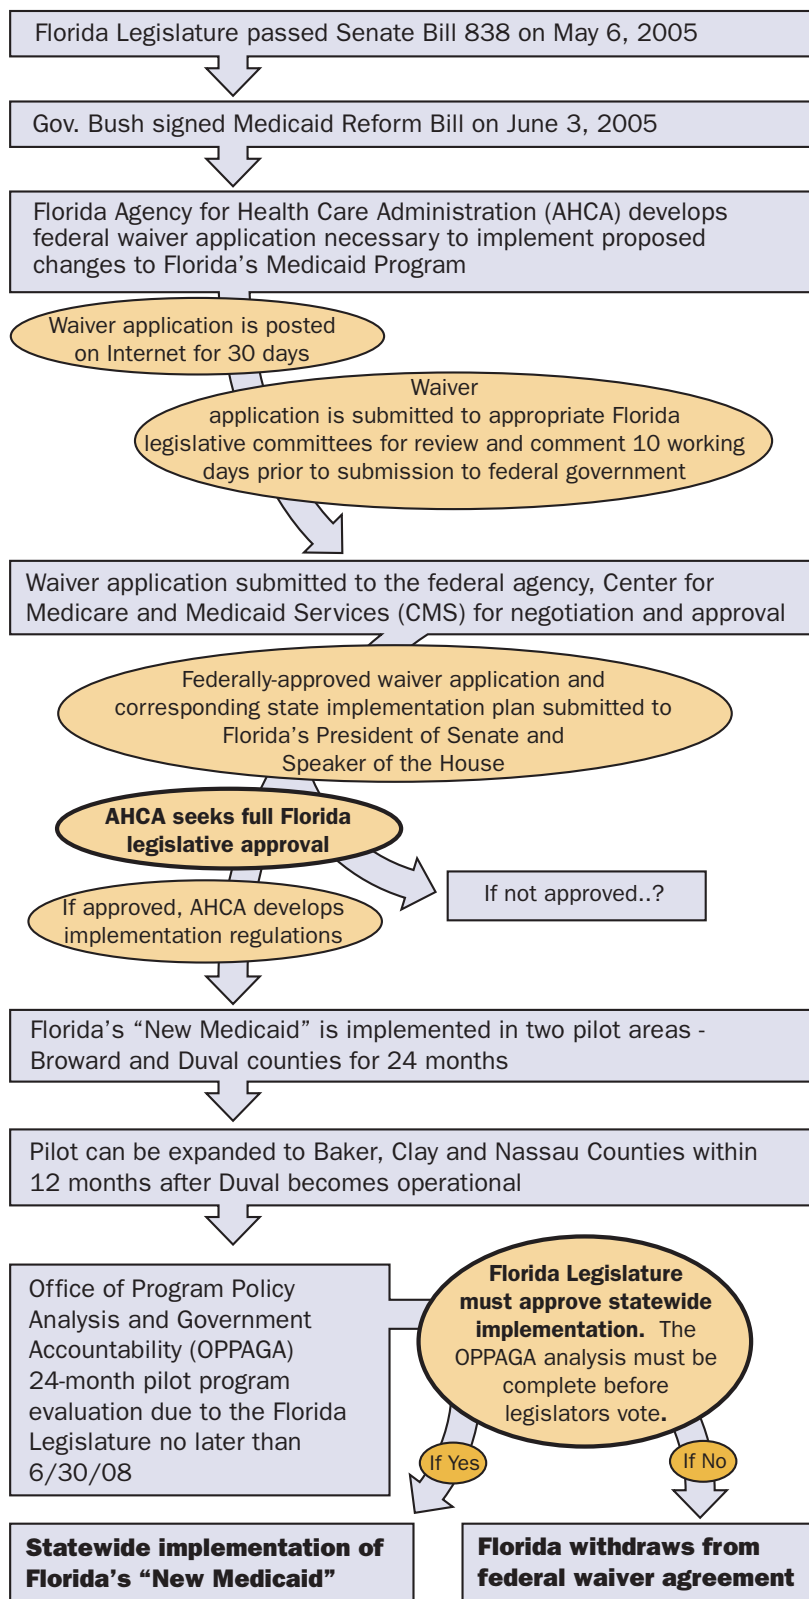 Florida Legislature passed Senate Bill 838 on May 6, 2005
Gov. Bush signed Medicaid Reform Bill on June 3, 2005
Florida Agency for Health Care Administration (AHCA) develops
federal waiver application necessary to implement proposed
changes to Florida's Medicaid Program
Waiver application is posted
on Internet for 30 days
Waiver
application is submitted to appropriate Florida
legislative committees for review and comment 10 working
days prior to submission to federal government
Waiver application submitted to the federal agency, Center for
Medicare and Medicaid Services (CMS) for negotiation and approval
Federally-approved waiver application and
corresponding state implementation plan submitted to
Florida's President of Senate and
Speaker of the House
AHCA seeks full Florida
legislative approval
If not approved..?
If approved, AHCA develops
implementation regulations
Florida's “New Medicaid” is implemented in two pilot areas -
Broward and Duval counties for 24 months
Pilot can be expanded to Baker, Clay and Nassau Counties within
12 months after Duval becomes operational
Office of Program Policy
Analysis and Government
Accountability (OPPAGA)
24-month pilot program
evaluation due to the Florida
Legislature no later than
6/30/08
Florida Legislature
must approve statewide
implementation. The
OPPAGA analysis must be
complete before
legislators vote.
If Yes
If No
Statewide implementation of
Florida's “New Medicaid”
Florida withdraws from
federal waiver agreement